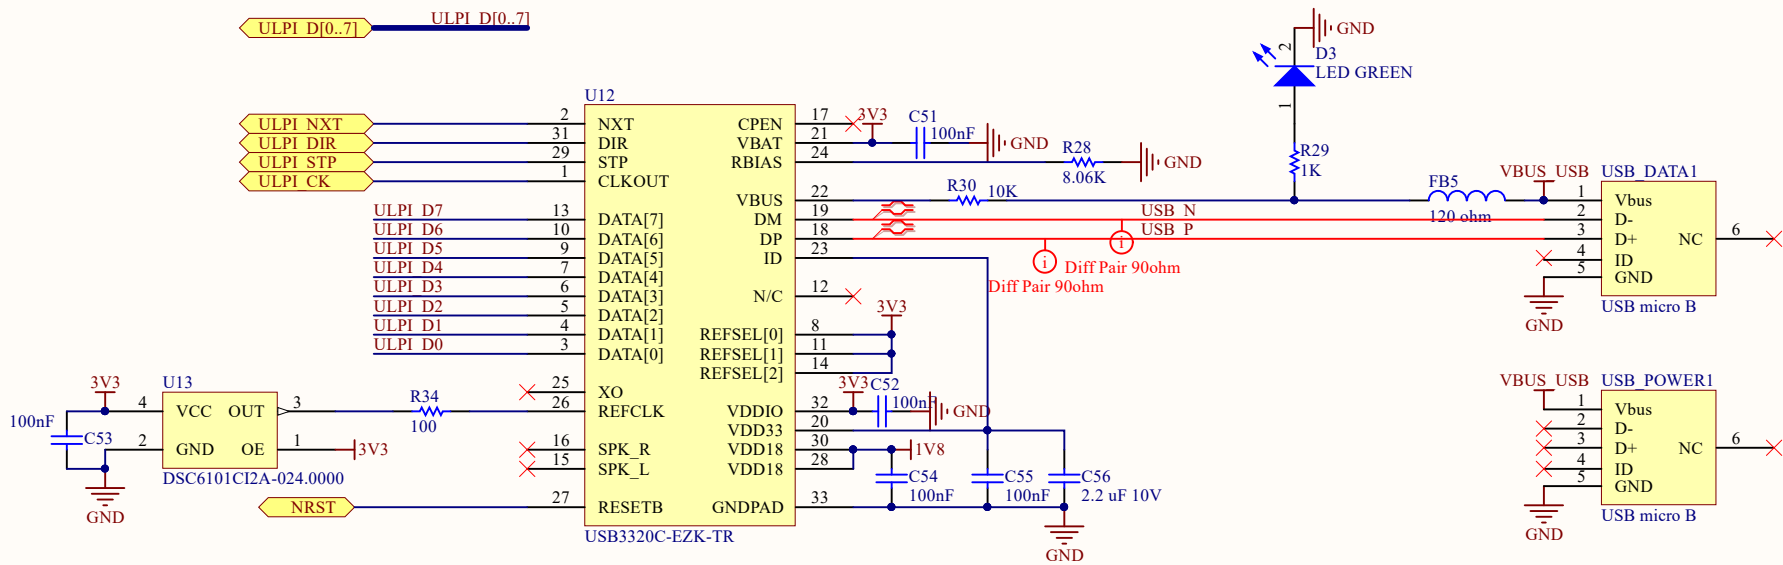 ULPI_D[0..7] ULPI_D[0..7]
GND
D3
LED GREEN
2
1
R29
1K
U12
ULPI_NXT 2 NXT CPEN 17 3V3 C51
ULPI_DIR 31 DIR VBAT 21 100nF GND
ULPI_STP 29 STP RBIAS 24 R28 GND
8.06K
ULPI_CK 1 CLKOUT
VBUS 22 R30 10K FB5 VBUS_USB USB_DATA1
120 ohm
ULPI_D7 13 DATA[7] DM 19 USB_N
ULPI_D6 10 DATA[6] DP 18 USB_P
ULPI_D5 9 DATA[5] ID 23
i i
Diff Pair 90ohm
Diff Pair 90ohm
ULPI_D4 7 DATA[4]
ULPI_D3 6 DATA[3] N/C 12
ULPI_D2 5 DATA[2] 3V3
ULPI_D1 4 DATA[1] REFSEL[0] 8
ULPI_D0 3 DATA[0] REFSEL[1] 11
REFSEL[2] 14
1 Vbus
2 D-
3 D+ NC 6
4 ID
5 GND
USB micro B
GND
25 XO
26 REFCLK VDDIO 32 3V3 C52
100nF GND
VDD33 20
16 SPK_R VDD18 30 1V8
15 SPK_L VDD18 28
C54
100nF
C55
100nF
C56
2.2 uF 10V
NRST 27 RESETB GNDPAD 33
USB3320C-EZK-TR
GND
3V3 U13
4 VCC OUT 3 R34
100
100nF
C53
2 GND OE 1 3V3
DSC6101CI2A-024.0000
GND
VBUS_USB USB_POWER1
1 Vbus
2 D-
3 D+ NC 6
4 ID
5 GND
USB micro B
GND